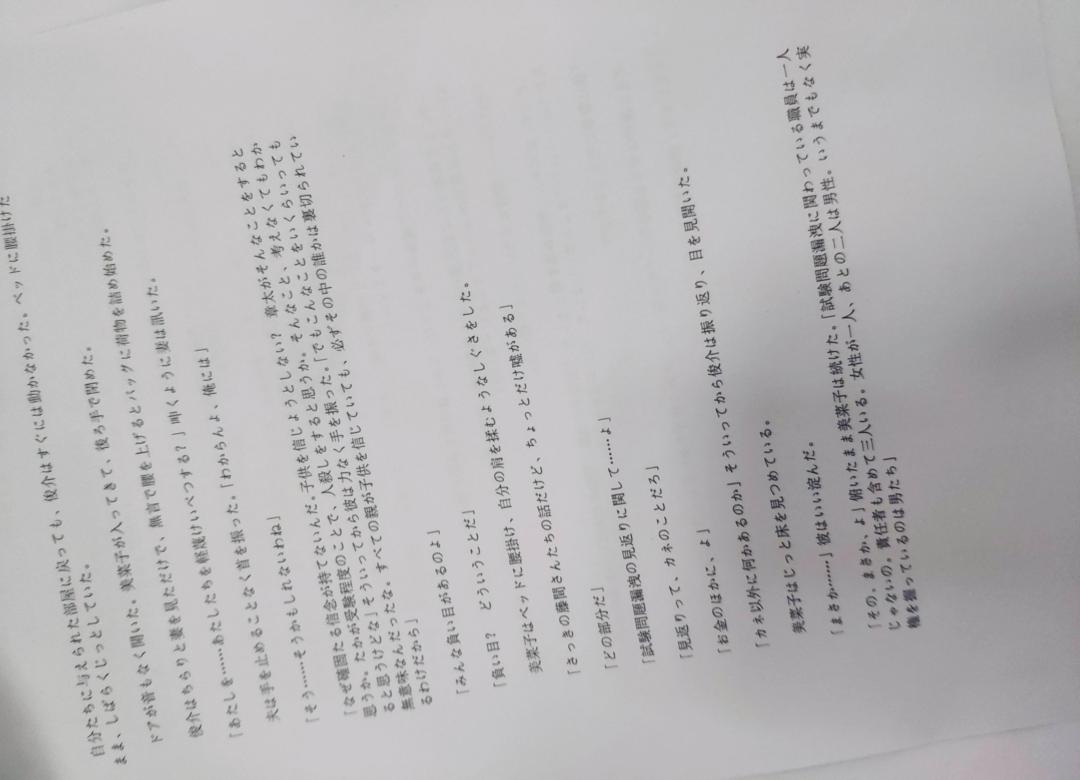 自分たちに与えられた部屋に戻っても、俊介はすぐには動かなかった。ベッドに腰掛けた
まま、しばらくじっとしていた。
ドアが音もなく開いた。美菜子が入ってきて、後ろ手で閉めた。
俊介はちらりと妻を見ただけで、無言で腰を上げるとバッグに荷物を詰め始めた。
「あたしを……あたしたちを軽蔑けいべつする?」呻くように妻は訊いた。
夫は手を止めることなく首を振った。「わからんよ、俺には」
「そう……そうかもしれないわね」
「なぜ確固たる信念が持てないんだ。子供を信じようとしない? 章太がそんなことをすると
思うか。たかが受験程度のことで、人殺しをすると思うか。そんなこと、考えなくてもわか
ると思うけどな」そういってから彼は力なく手を振った。「でもこんなことをいくらいっても
無意味なんだったな。すべての親が子供を信じていても、必ずその中の誰かは裏切られてい
るわけだから」
「みんな負い目があるのよ」
「負い目? どういうことだ」
美菜子はベッドに腰掛け、自分の肩を揉むようなしぐさをした。
「さっきの藤間さんたちの話だけど、ちょっとだけ嘘がある」
「どの部分だ」
「試験問題漏洩の見返りに関して……よ」
「見返りって、カネのことだろ」
「お金のほかに、よ」
「カネ以外に何かあるのか」そういってから俊介は振り返り、目を見開いた。
美菜子はじっと床を見つめている。
「まさか……」彼はいい淀んだ。
「その、まさか、よ」俯いたまま美菜子は続けた。「試験問題漏洩に関わっている職員は一人
じゃないの。責任者も含めて三人いる。女性が一人、あとの二人は男性。いうまでもなく実
権を握っているのは男たち」